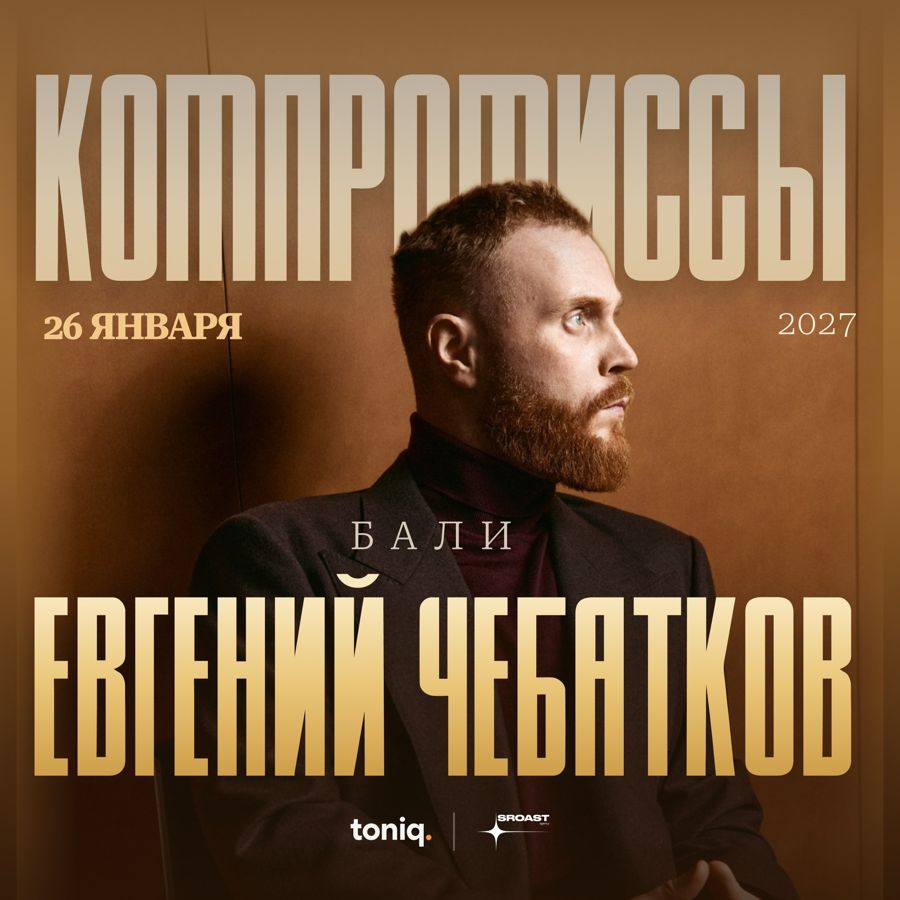 КОМПРОМИССЫ
26 ЯНВАРЯ
2027
БАЛИ
ЕВГЕНИЙ ЧЕБАТКОВ
toniq.
SROAST